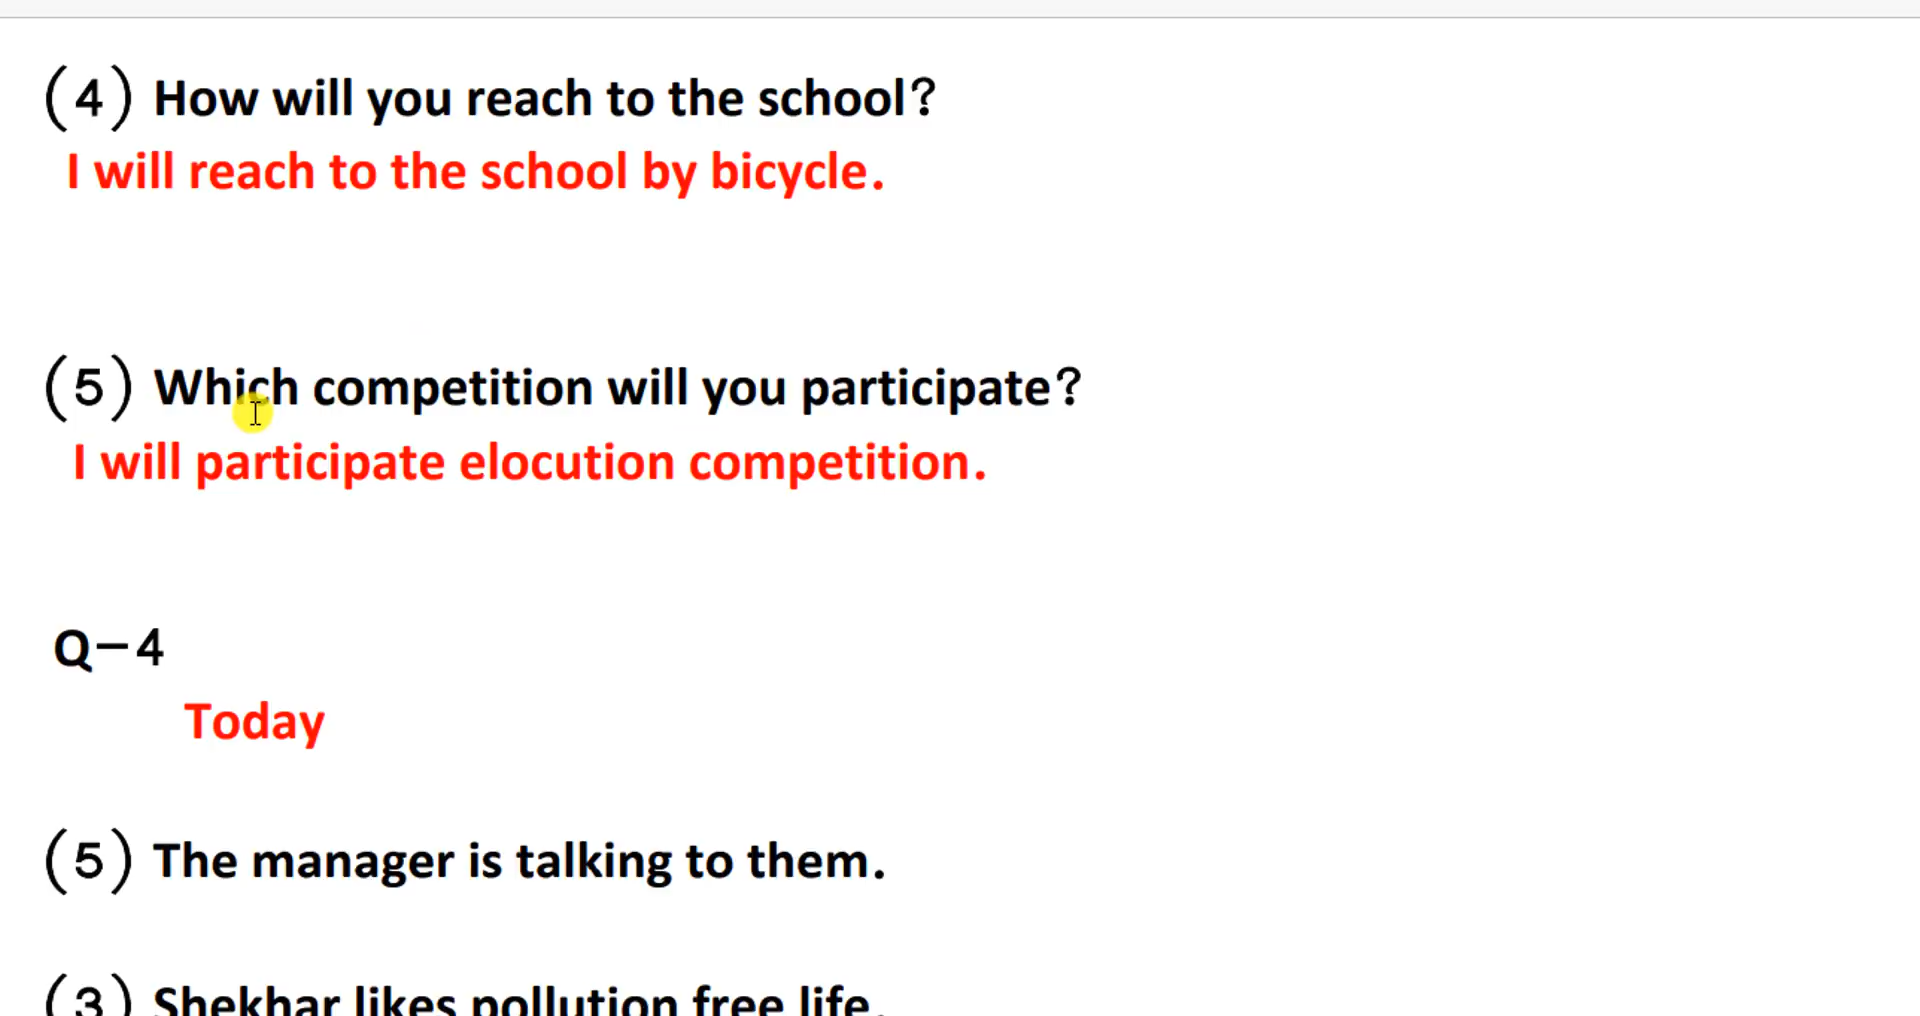 (4) How will you reach to the school?
I will reach to the school by bicycle.
(5) Which competition will you participate?
I will participate elocution competition.
Q-4
Today
(5) The manager is talking to them.
(3) Shekhar likes pollution free life.